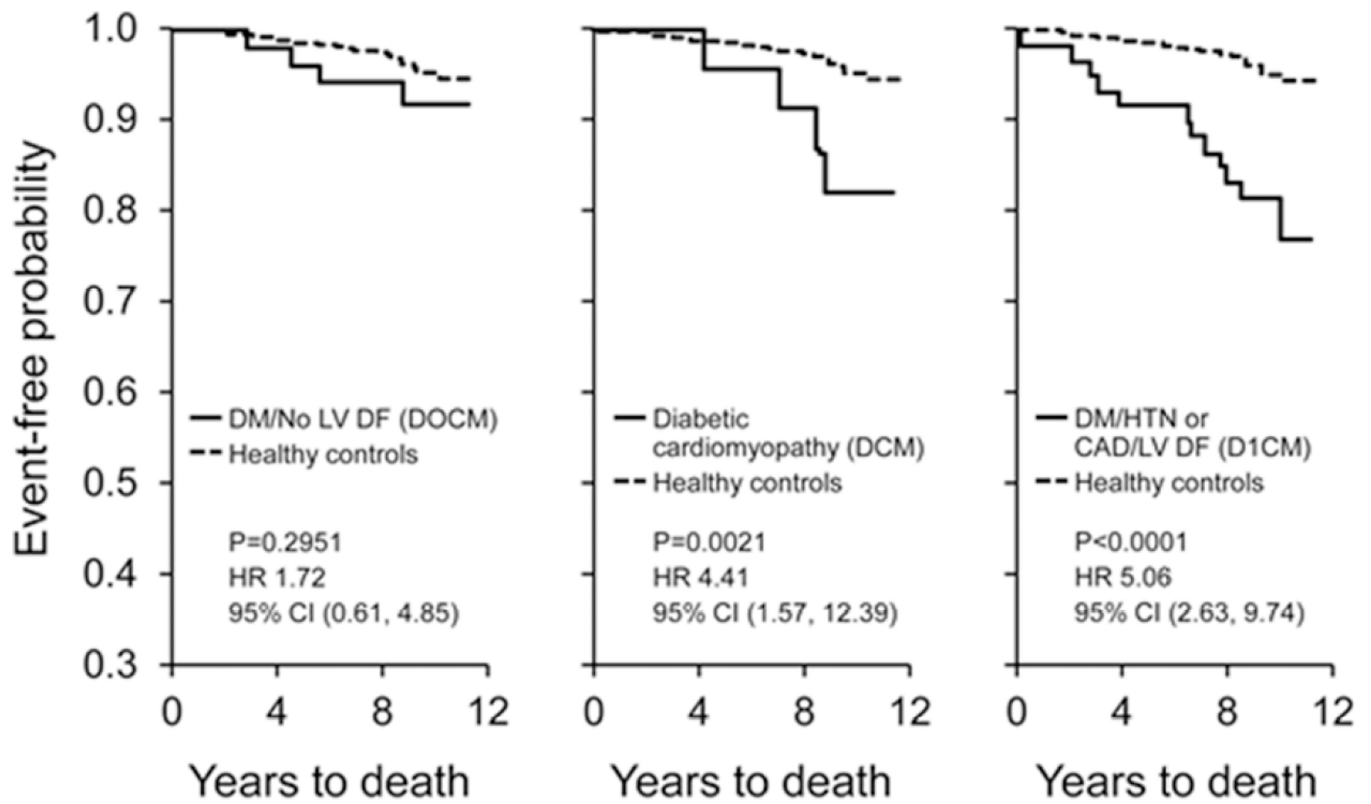 Event-free probability
1.0
0.9
0.8
0.7
0.6
0.5
0.4
0.3
DM/No LV DF (DOCM)
Healthy controls
P=0.2951
HR 1.72
95% CI (0.61, 4.85)
0 4 8 12
Years to death
Diabetic
cardiomyopathy (DCM)
Healthy controls
P=0.0021
HR 4.41
95% CI (1.57, 12.39)
0 4 8 12
Years to death
DM/HTN or
CAD/LV DF (D1CM)
Healthy controls
P<0.0001
HR 5.06
95% CI (2.63, 9.74)
0 4 8 12
Years to death